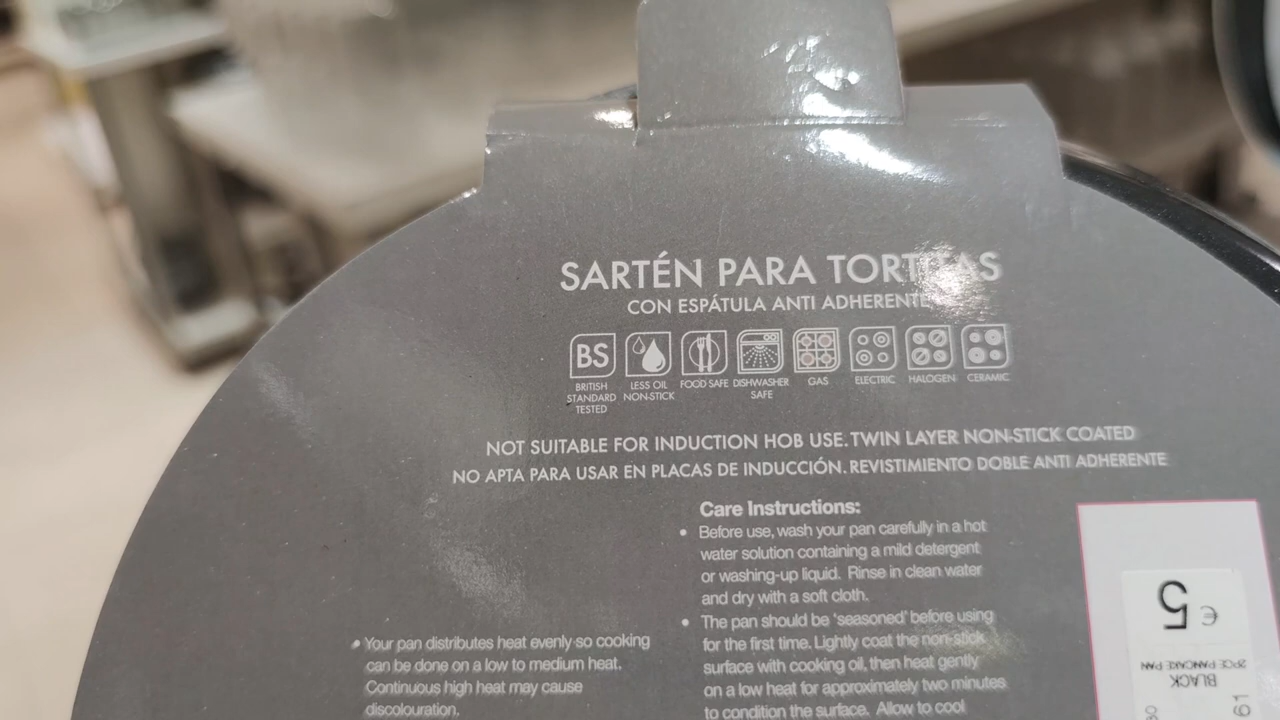 SARTÉN PARA
CON ESPÁTULA ANTI ADHERENTE
BS
BRITISH STANDARD TESTED
LESS OIL NON-STICK
FOOD SAFE
DISHWASHER SAFE
GAS
ELECTRIC
HALOGEN
CERAMIC
NOT SUITABLE FOR INDUCTION HOB USE. TWIN LAYER NON-STICK COATED
NO APTA PARA USAR EN PLACAS DE INDUCCIÓN. REVISTIMIENTO DOBLE ANTI ADHERENTE
• Your pan distributes heat evenly so cooking
can be done on a low to medium heat.
Continuous high heat may cause
discolouration.
Care Instructions:
• Before use, wash your pan carefully in a hot
water solution containing a mild detergent
or washing-up liquid. Rinse in clean water
and dry with a soft cloth.
• The pan should be 'seasoned' before using
for the first time. Lightly coat the non-stick
surface with cooking oil, then heat gently
on a low heat for approximately two minutes
to condition the surface. Allow to cool
€ 5
2PCE PANCAKE PAN
BLACK